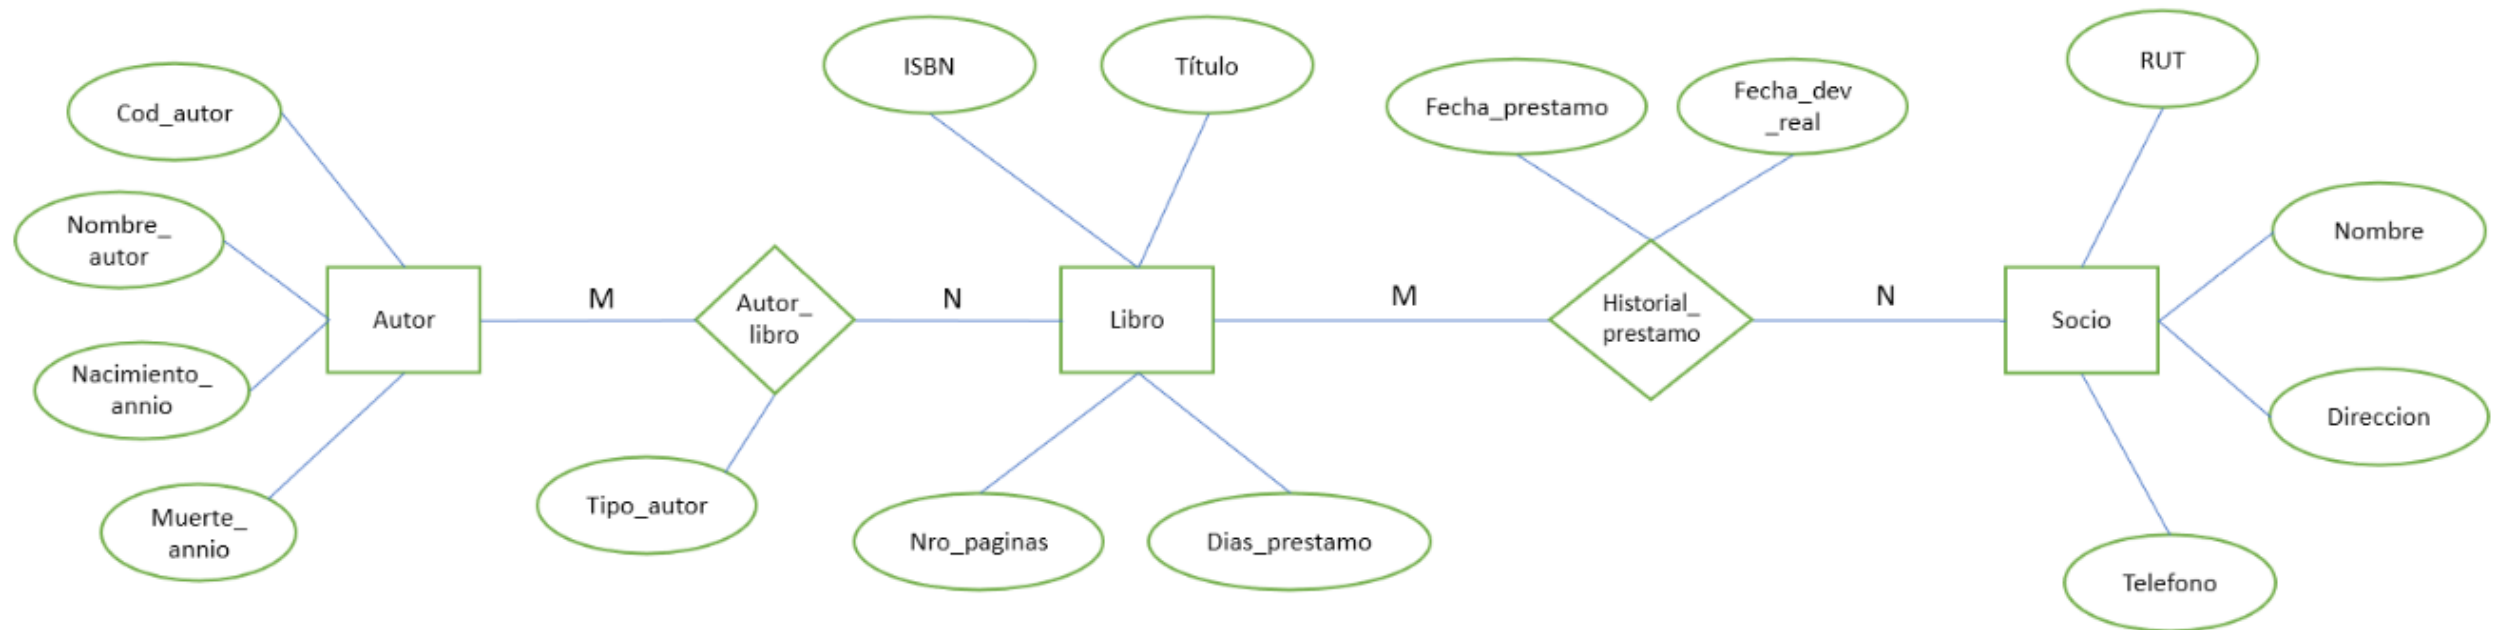 RUT
ISBN
Título
Fecha_dev
_real
Fecha_prestamo
Cod_autor
Nombre_
autor
Nombre
M
N
M
N
Autor
Autor_
libro
Libro
Historial_
prestamo
Socio
Nacimiento_
annio
Direccion
Tipo_autor
Muerte_
annio
Nro_paginas
Dias_prestamo
Telefono